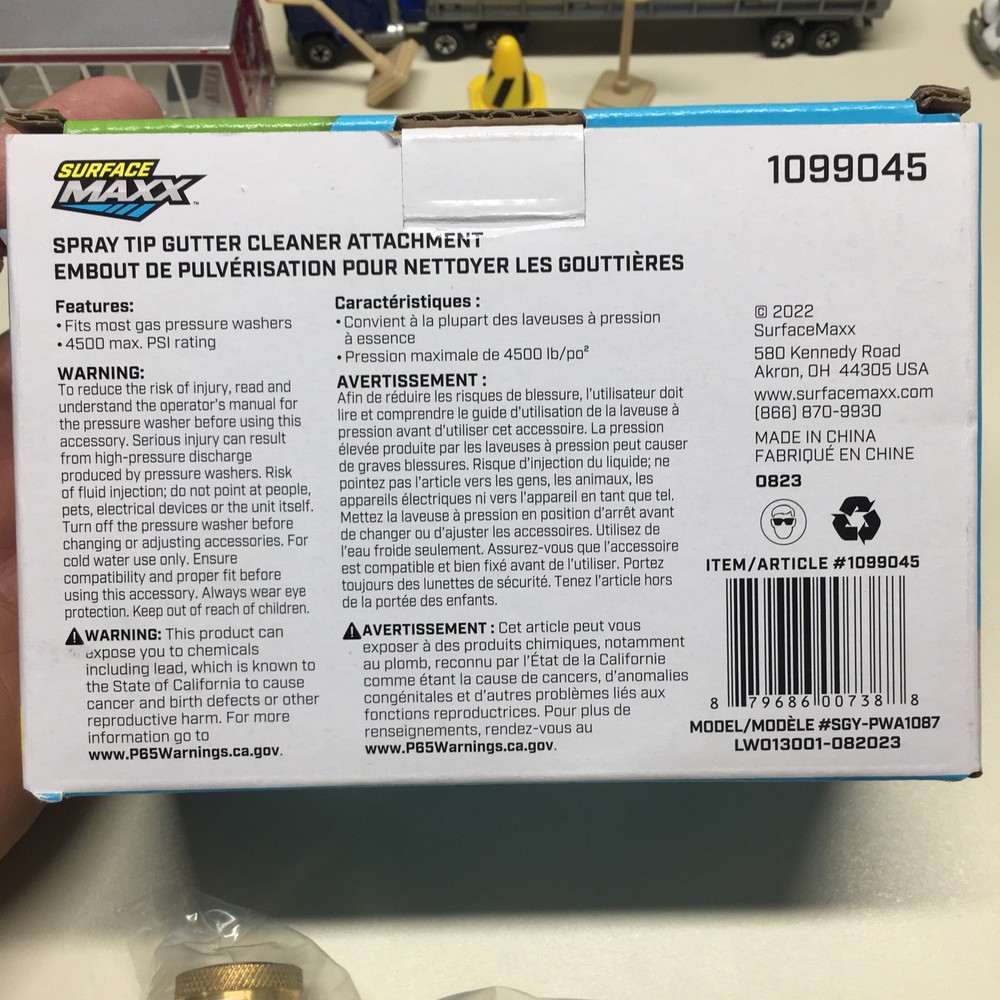 SURFACE
MAXX™
1099045
SPRAY TIP GUTTER CLEANER ATTACHMENT
EMBOUT DE PULVÉRISATION POUR NETTOYER LES GOUTTIÈRES
Features:
• Fits most gas pressure washers
• 4500 max. PSI rating
WARNING:
To reduce the risk of injury, read and
understand the operator's manual for
the pressure washer before using this
accessory. Serious injury can result
from high-pressure discharge
produced by pressure washers. Risk
of fluid injection; do not point at people,
pets, electrical devices or the unit itself.
Turn off the pressure washer before
changing or adjusting accessories. For
cold water use only. Ensure
compatibility and proper fit before
using this accessory. Always wear eye
protection. Keep out of reach of children.
WARNING: This product can
expose you to chemicals
including lead, which is known to
the State of California to cause
cancer and birth defects or other
reproductive harm. For more
information go to
www.P65Warnings.ca.gov.
Caractéristiques :
• Convient à la plupart des laveuses à pression
à essence
• Pression maximale de 4500 lb/po²
AVERTISSEMENT :
Afin de réduire les risques de blessure, l'utilisateur doit
lire et comprendre le guide d'utilisation de la laveuse à
pression avant d'utiliser cet accessoire. La pression
élevée produite par les laveuses à pression peut causer
de graves blessures. Risque d'injection du liquide; ne
pointez pas l'article vers les gens, les animaux, les
appareils électriques ni vers l'appareil en tant que tel.
Mettez la laveuse à pression en position d'arrêt avant
de changer ou d'ajuster les accessoires. Utilisez de
l'eau froide seulement. Assurez-vous que l'accessoire
est compatible et bien fixé avant de l'utiliser. Portez
toujours des lunettes de sécurité. Tenez l'article hors
de la portée des enfants.
AVERTISSEMENT : Cet article peut vous
exposer à des produits chimiques, notamment
au plomb, reconnu par l'État de la Californie
comme étant la cause de cancers, d'anomalies
congénitales et d'autres problèmes liés aux
fonctions reproductrices. Pour plus de
renseignements, rendez-vous au
www.P65Warnings.ca.gov.
© 2022
SurfaceMaxx
580 Kennedy Road
Akron, OH 44305 USA
www.surfacemaxx.com
(866) 870-9930
MADE IN CHINA
FABRIQUÉ EN CHINE
0823
ITEM/ARTICLE #1099045
8 79686 00738 8
MODEL/MODÈLE #SGY-PWA1087
LW013001-082023